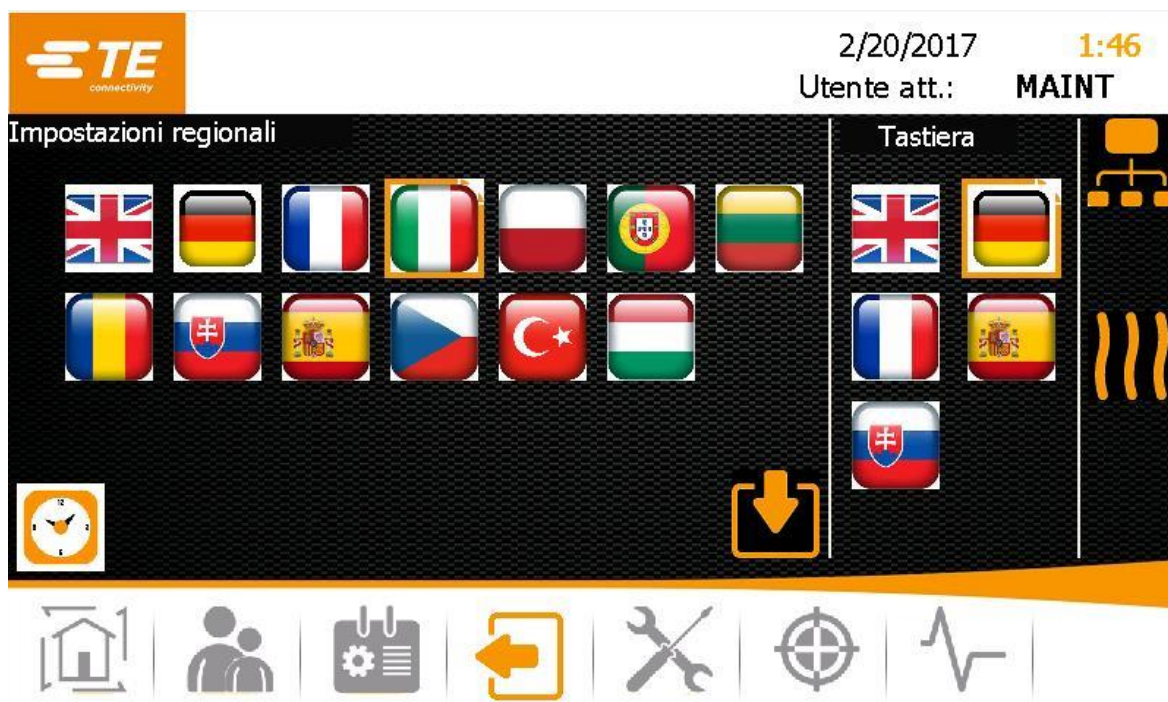 TE
connectivity
2/20/2017 1:46
Utente att.: MAINT
Impostazioni regionali
Tastiera